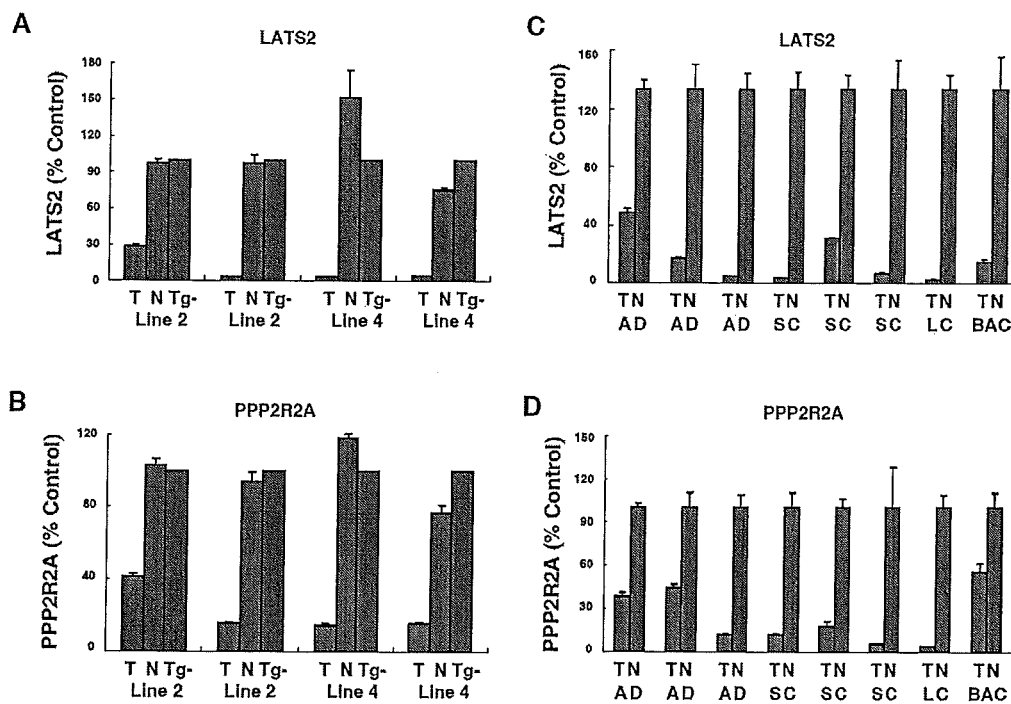 A
LATS2
LATS2 (% Control)
180
150
120
90
60
30
0
T N Tg- T N Tg- T N Tg- T N Tg-
Line 2 Line 2 Line 4 Line 4
C
LATS2
LATS2 (% Control)
160
120
80
40
0
TN TN TN TN TN TN TN TN
AD AD AD SC SC SC LC BAC
B
PPP2R2A
PPP2R2A (% Control)
120
80
40
0
T N Tg- T N Tg- T N Tg- T N Tg-
Line 2 Line 2 Line 4 Line 4
D
PPP2R2A
PPP2R2A (% Control)
150
100
50
0
TN TN TN TN TN TN TN TN
AD AD AD SC SC SC LC BAC